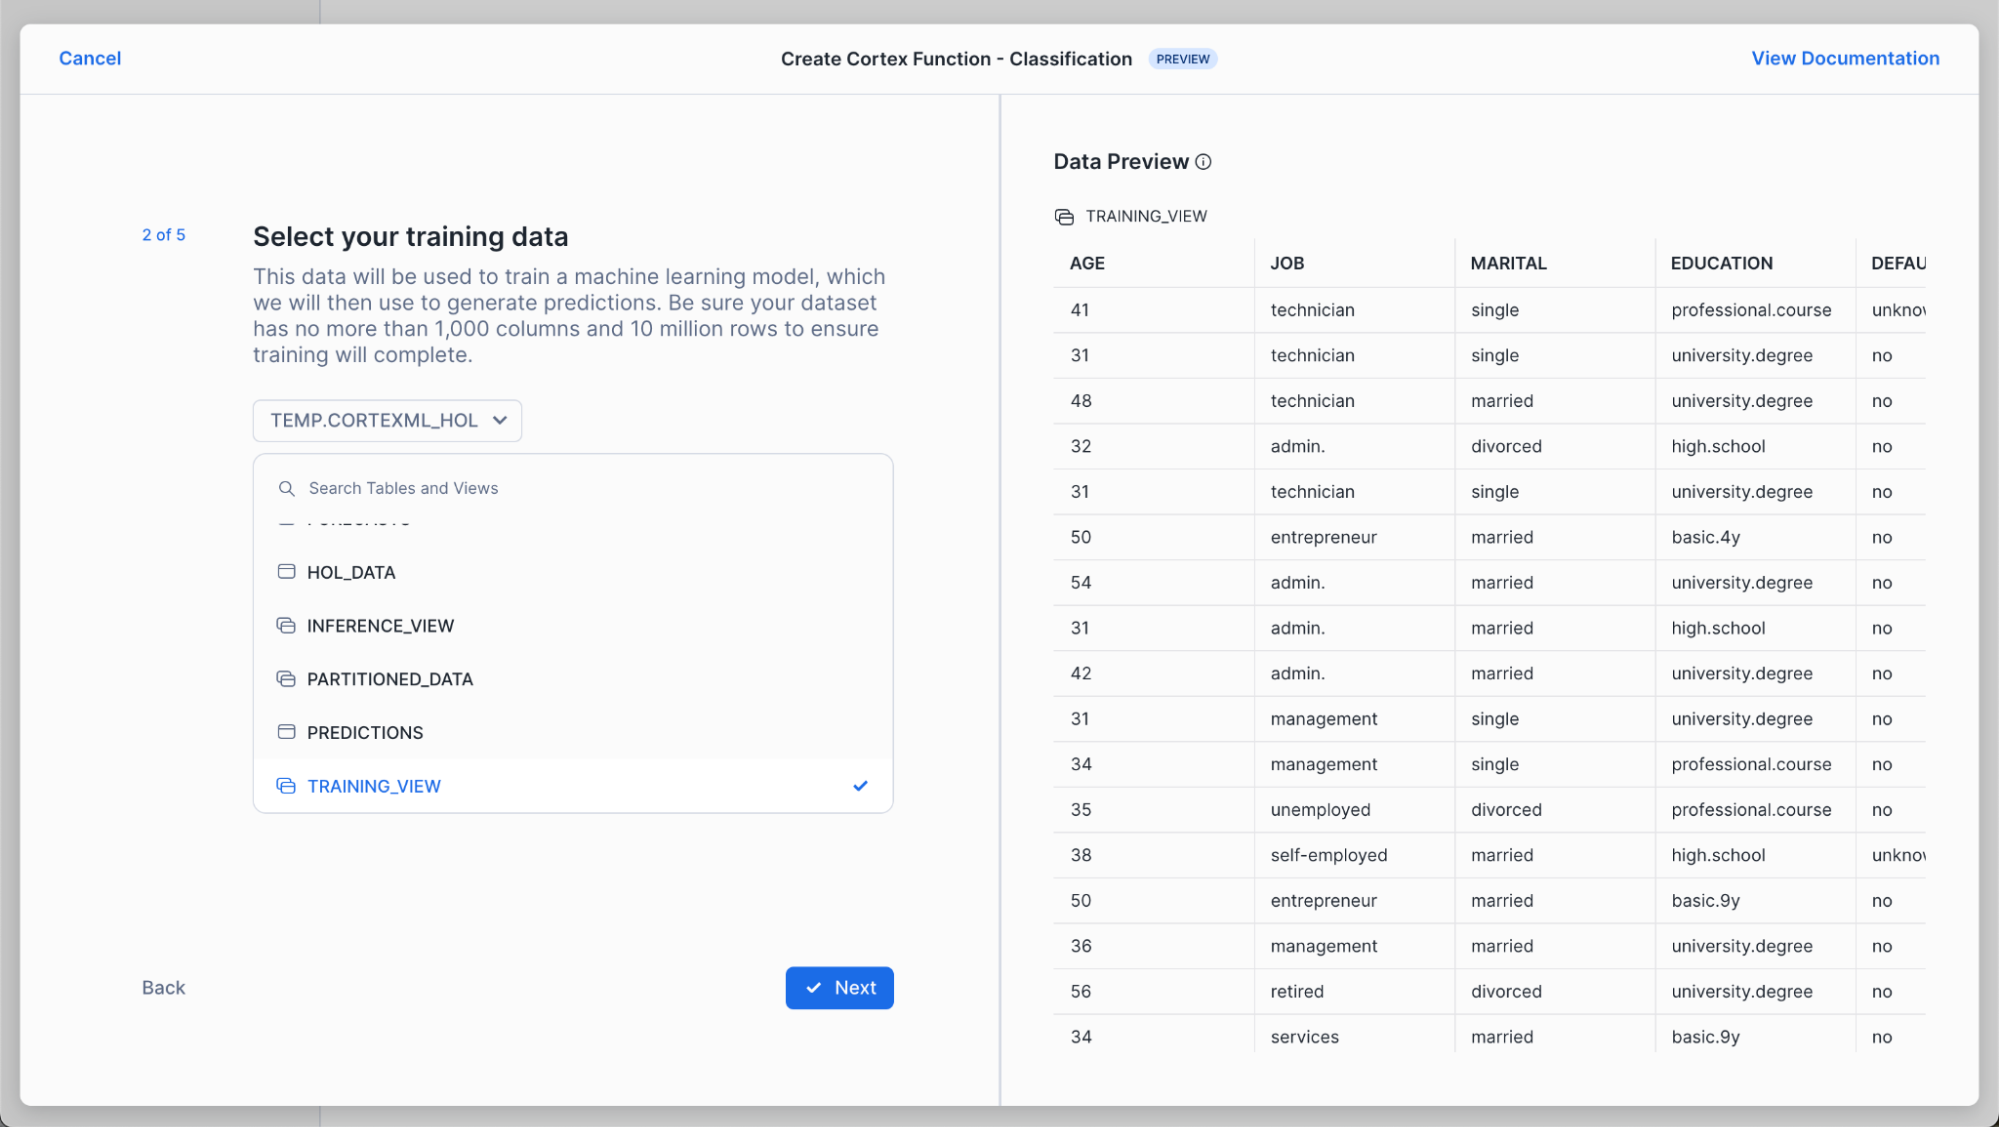 Cancel
Create Cortex Function - Classification PREVIEW
View Documentation
2 of 5
Select your training data
This data will be used to train a machine learning model, which
we will then use to generate predictions. Be sure your dataset
has no more than 1,000 columns and 10 million rows to ensure
training will complete.
TEMP.CORTEXML_HOL
Search Tables and Views
HOL_DATA
INFERENCE_VIEW
PARTITIONED_DATA
PREDICTIONS
TRAINING_VIEW
Back
Next
Data Preview
TRAINING_VIEW
AGE JOB MARITAL EDUCATION DEFAU
41 technician single professional.course unknov
31 technician single university.degree no
48 technician married university.degree no
32 admin. divorced high.school no
31 technician single university.degree no
50 entrepreneur married basic.4y no
54 admin. married university.degree no
31 admin. married high.school no
42 admin. married university.degree no
31 management single university.degree no
34 management single professional.course no
35 unemployed divorced professional.course no
38 self-employed married high.school unknov
50 entrepreneur married basic.9y no
36 management married university.degree no
56 retired divorced university.degree no
34 services married basic.9y no